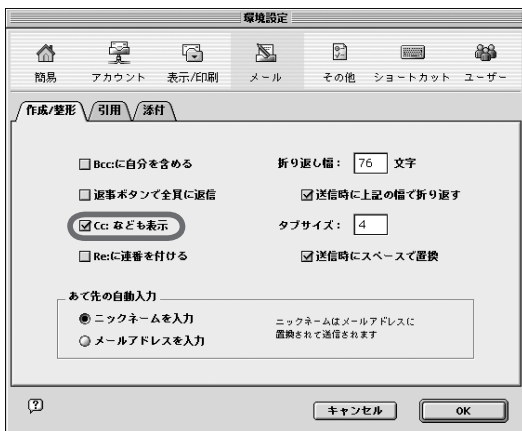 環境設定
簡易 アカウント 表示/印刷 メール その他 ショートカット ユーザー
作成/整形 引用 添付
Bcc:に自分を含める
返事ボタンで全員に返信
Cc: なども表示
Re:に連番を付ける
折り返し幅: 76 文字
送信時に上記の幅で折り返す
タブサイズ: 4
送信時にスペースで置換
あて先の自動入力
ニックネームを入力
メールアドレスを入力
ニックネームはメールアドレスに
置換されて送信されます
キャンセル OK